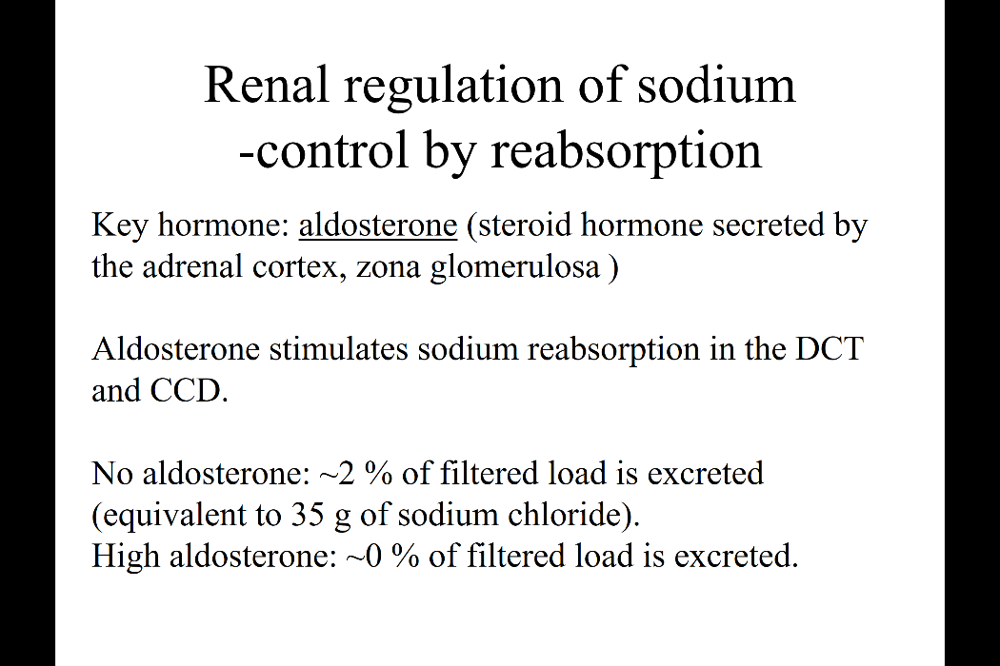 Renal regulation of sodium
-control by reabsorption
Key hormone: aldosterone (steroid hormone secreted by
the adrenal cortex, zona glomerulosa )
Aldosterone stimulates sodium reabsorption in the DCT
and CCD.
No aldosterone: ~2 % of filtered load is excreted
(equivalent to 35 g of sodium chloride).
High aldosterone: ~0 % of filtered load is excreted.